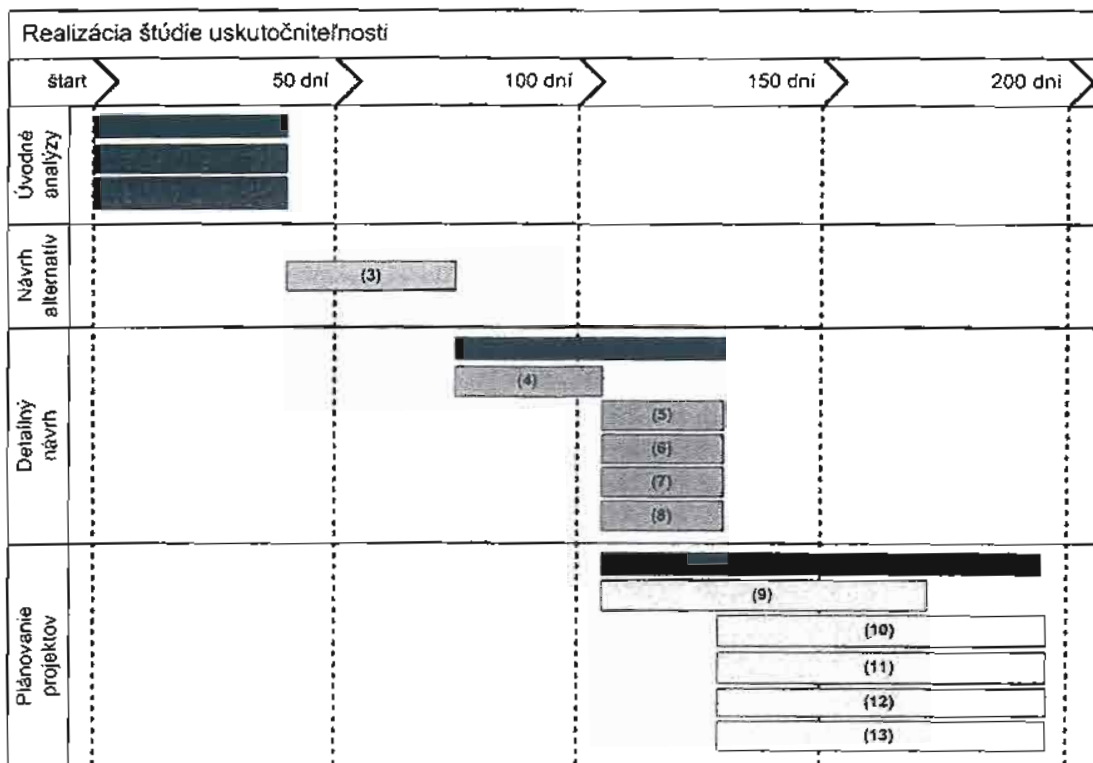 Realizácia štúdie uskutočniteľnosti
štart
50 dní
100 dní
150 dní
200 dní
Úvodné
analýzy
Návrh
alternatív
(3)
Detailný
návrh
(4)
(5)
(6)
(7)
(8)
Plánovanie
projektov
(9)
(10)
(11)
(12)
(13)